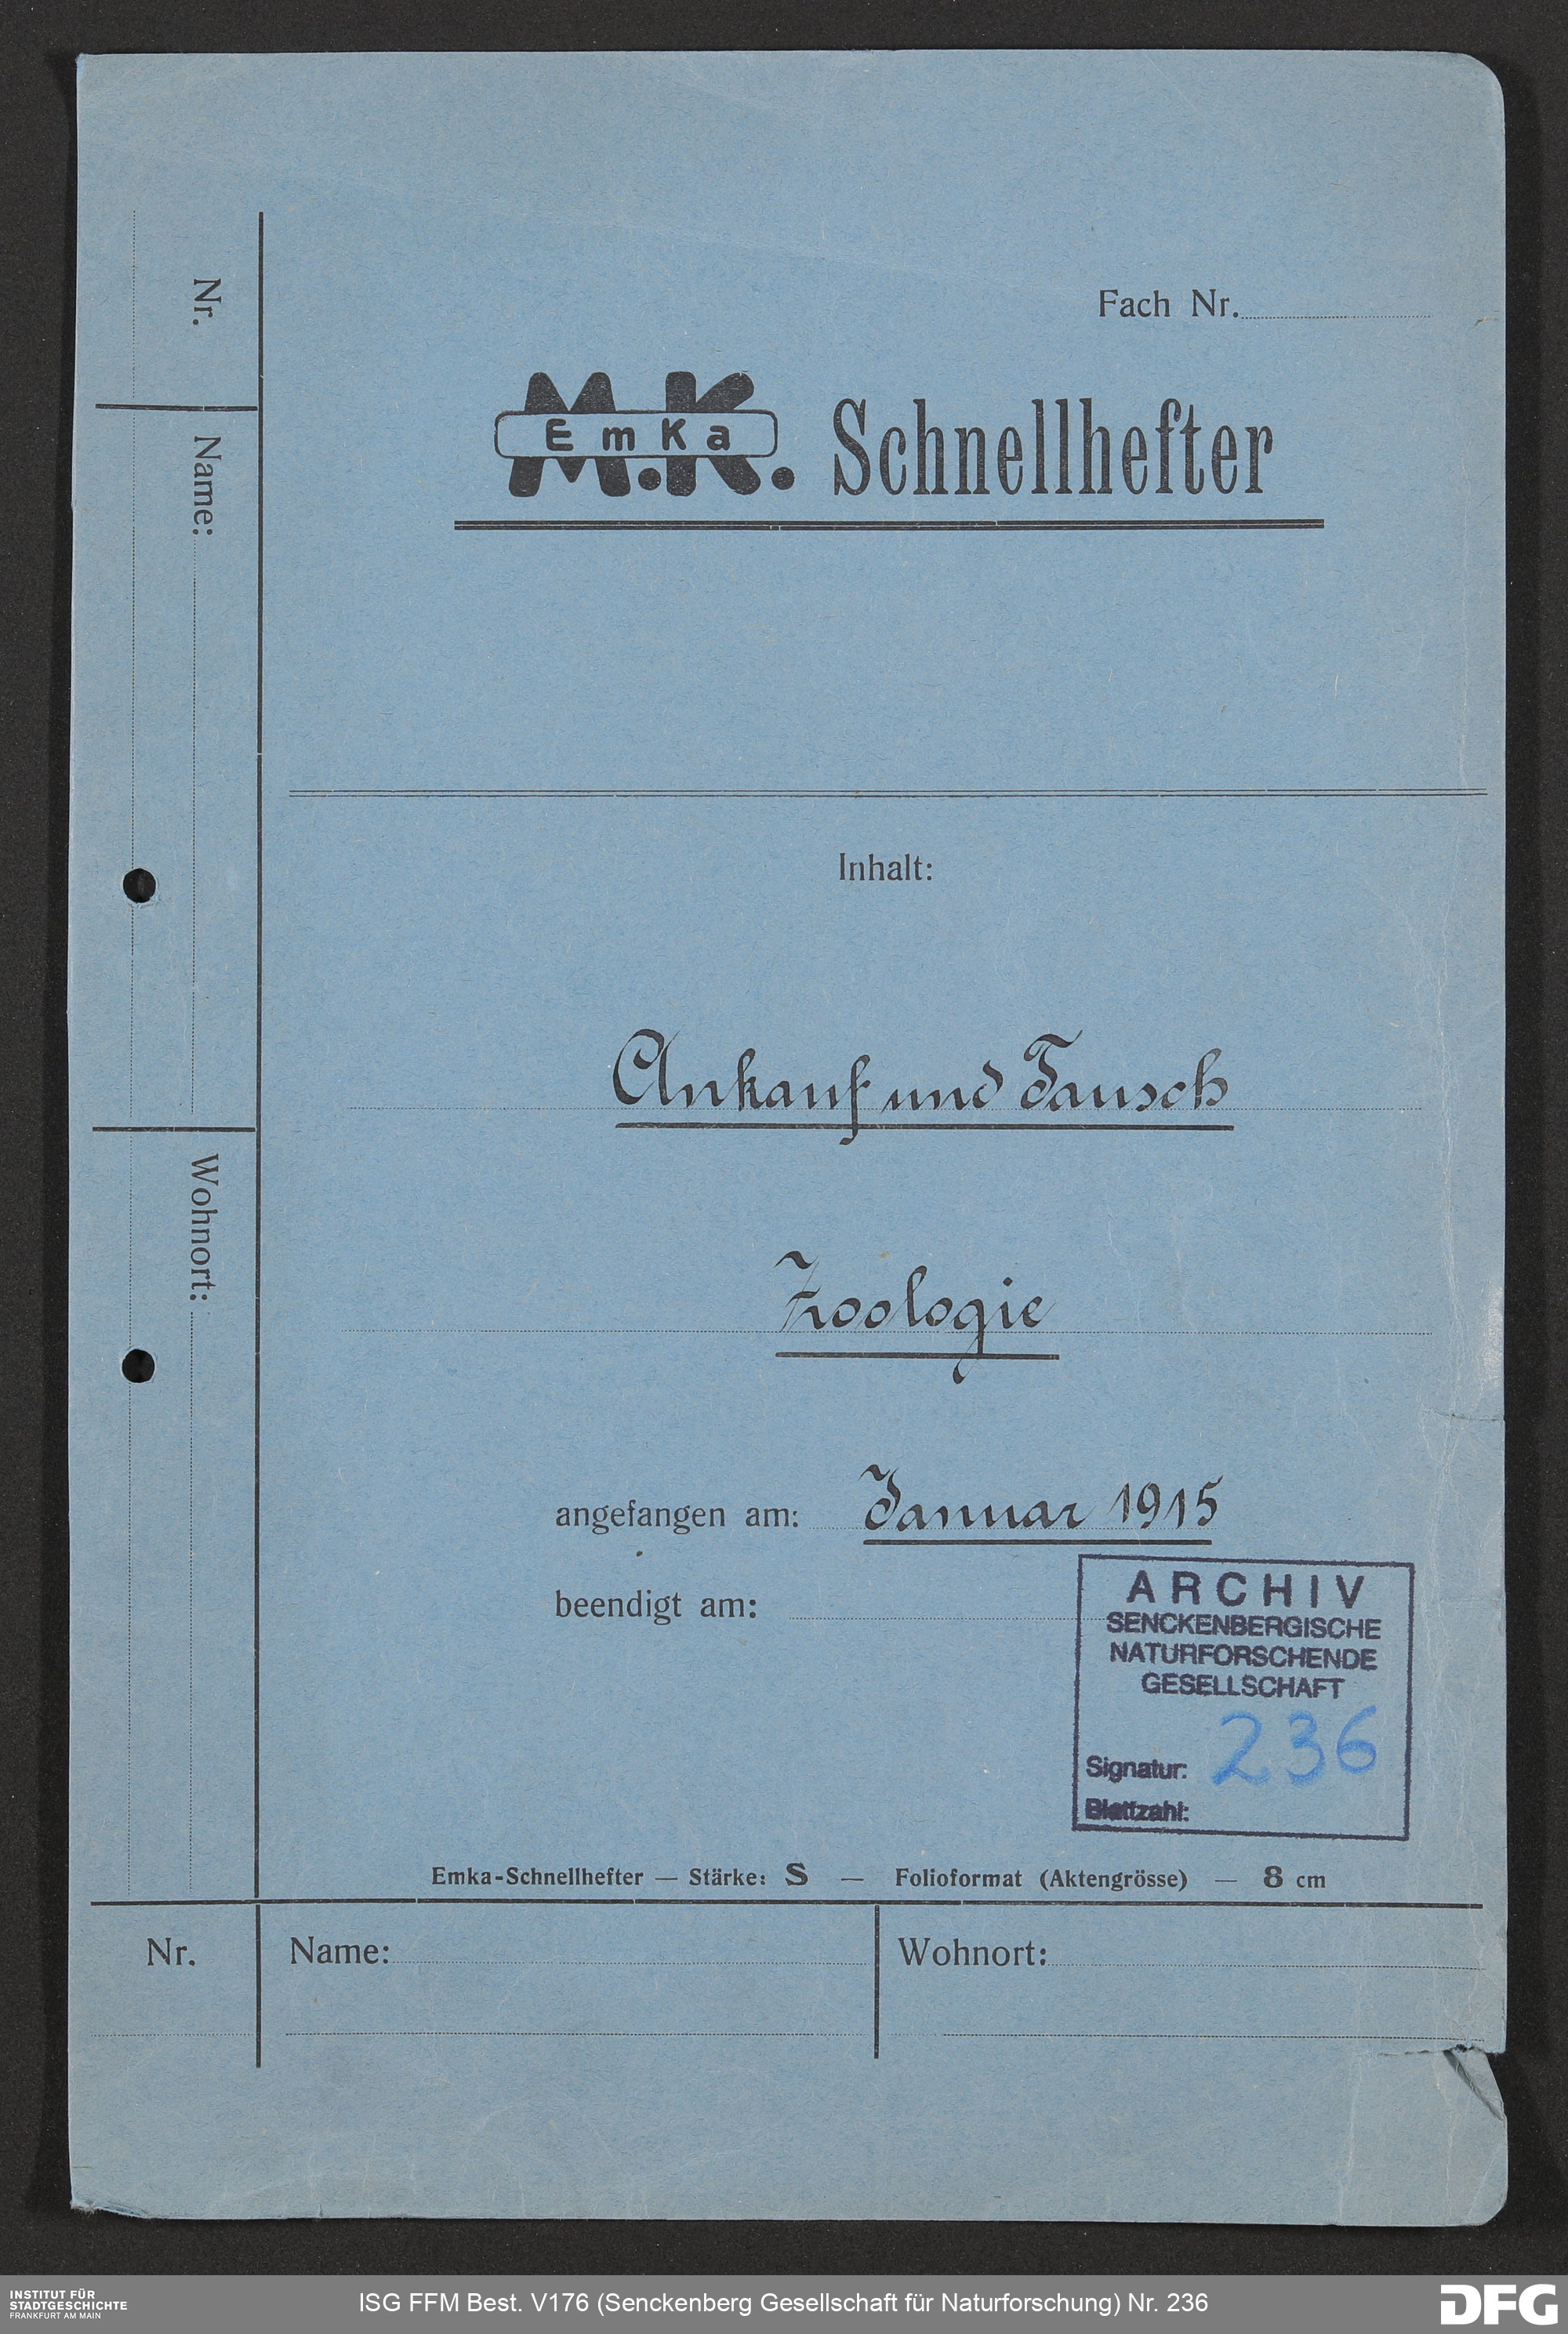 Fach Nr.
M.K.
EmKa
Schnellhefter
Inhalt:
Ankauf und Tausch
Zoologie
angefangen am: Januar 1915
beendigt am:
ARCHIV
SENCKENBERGISCHE
NATURFORSCHENDE
GESELLSCHAFT
Signatur: 236
Blattzahl:
Emka-Schnellhefter — Stärke: S — Folioformat (Aktengrösse) — 8 cm
Nr.
Name:
Wohnort:
Nr.
Name:
Wohnort:
INSTITUT FÜR
STADTGESCHICHTE
FRANKFURT AM MAIN
ISG FFM Best. V176 (Senckenberg Gesellschaft für Naturforschung) Nr. 236
DFG